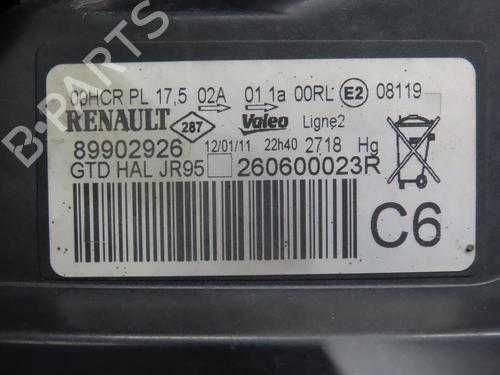 00HCR PL 17,5 02A 01 1a 00RL E2 08119
RENAULT 287 Valeo Ligne2
89902926 12/01/11 22h40 2718 Hg
GTD HAL JR95 260600023R
C6
B-PARTS